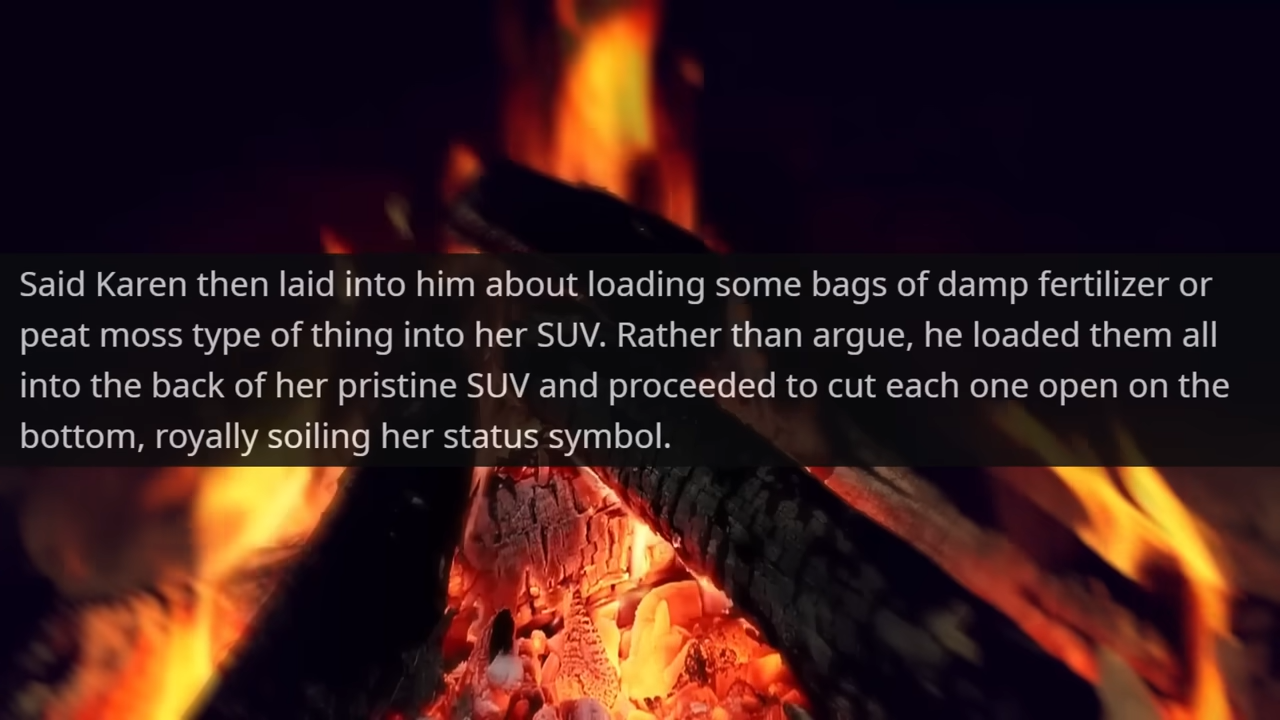 Said Karen then laid into him about loading some bags of damp fertilizer or
peat moss type of thing into her SUV. Rather than argue, he loaded them all
into the back of her pristine SUV and proceeded to cut each one open on the
bottom, royally soiling her status symbol.